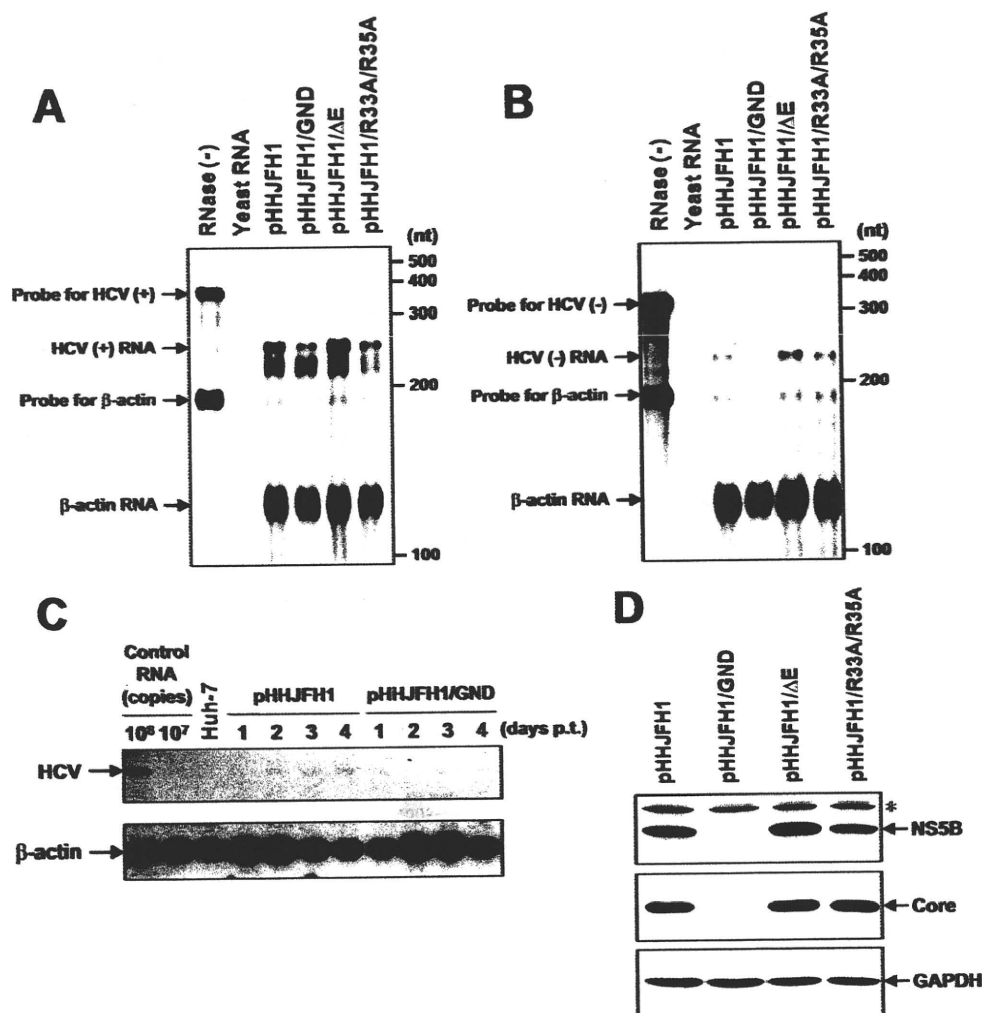 A
RNase (-)
Yeast RNA
pHHJFH1
pHHJFH1/GND
pHHJFH1/ΔE
pHHJFH1/R33A/R35A
(nt)
500
400
300
200
100
Probe for HCV (+)
HCV (+) RNA
Probe for β-actin
β-actin RNA
B
RNase (-)
Yeast RNA
pHHJFH1
pHHJFH1/GND
pHHJFH1/ΔE
pHHJFH1/R33A/R35A
(nt)
500
400
300
200
100
Probe for HCV (-)
HCV (-) RNA
Probe for β-actin
β-actin RNA
C
Control
RNA
(copies)
Huh-7
pHHJFH1
pHHJFH1/GND
10⁸ 10⁷ 1 2 3 4 1 2 3 4 (days p.t.)
HCV
β-actin
D
pHHJFH1
pHHJFH1/GND
pHHJFH1/ΔE
pHHJFH1/R33A/R35A
*
NS5B
Core
GAPDH